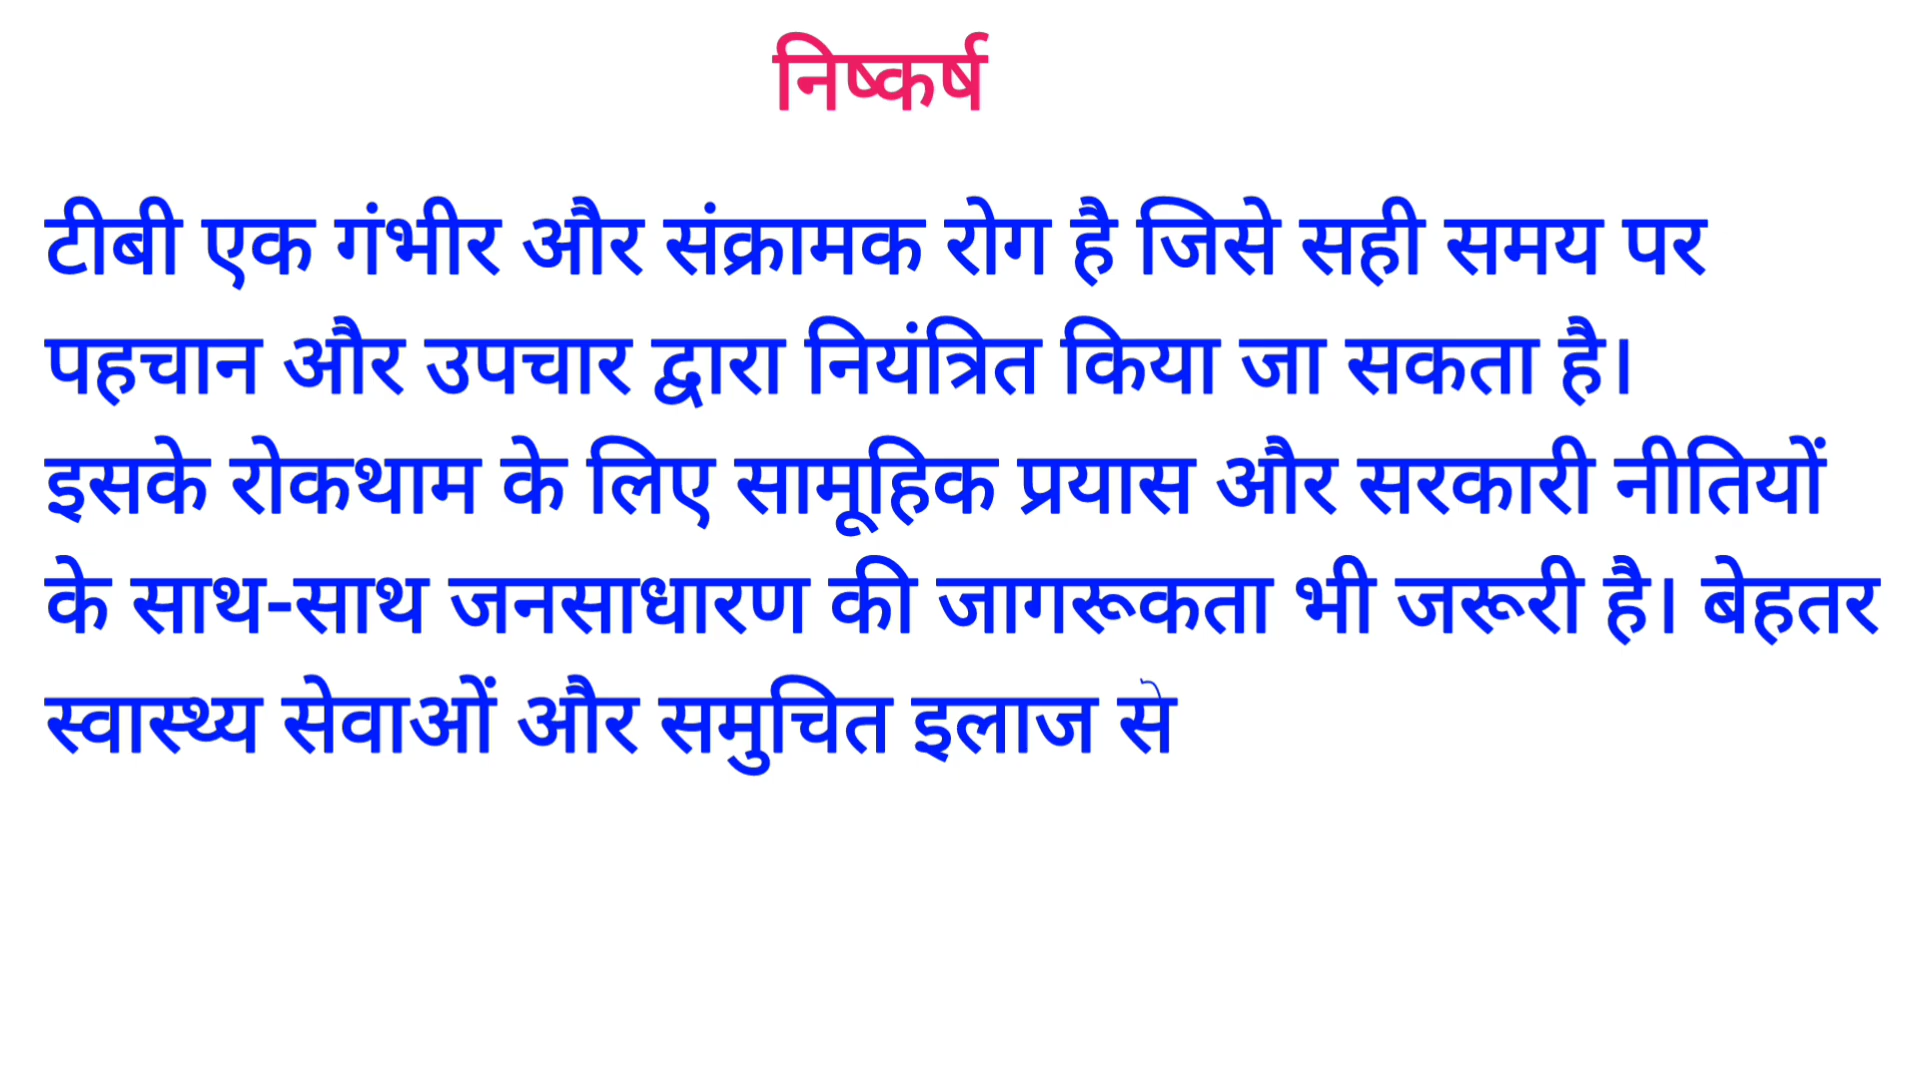 निष्कर्ष
टीबी एक गंभीर और संक्रामक रोग है जिसे सही समय पर
पहचान और उपचार द्वारा नियंत्रित किया जा सकता है।
इसके रोकथाम के लिए सामूहिक प्रयास और सरकारी नीतियों
के साथ-साथ जनसाधारण की जागरूकता भी जरूरी है। बेहतर
स्वास्थ्य सेवाओं और समुचित इलाज से